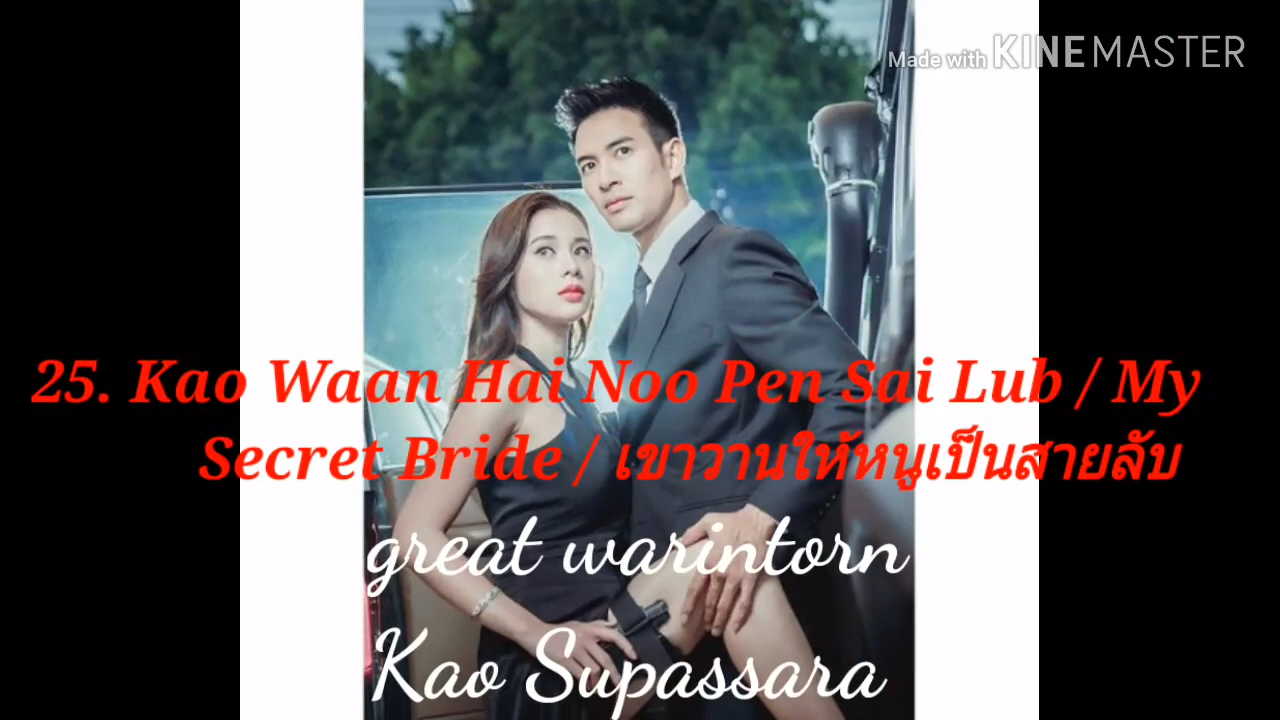 Made with KINEMASTER
25. Kao Waan Hai Noo Pen Sai Lub / My
Secret Bride / เขาวานให้หนูเป็นสายลับ
great warintorn
Kao Supassara